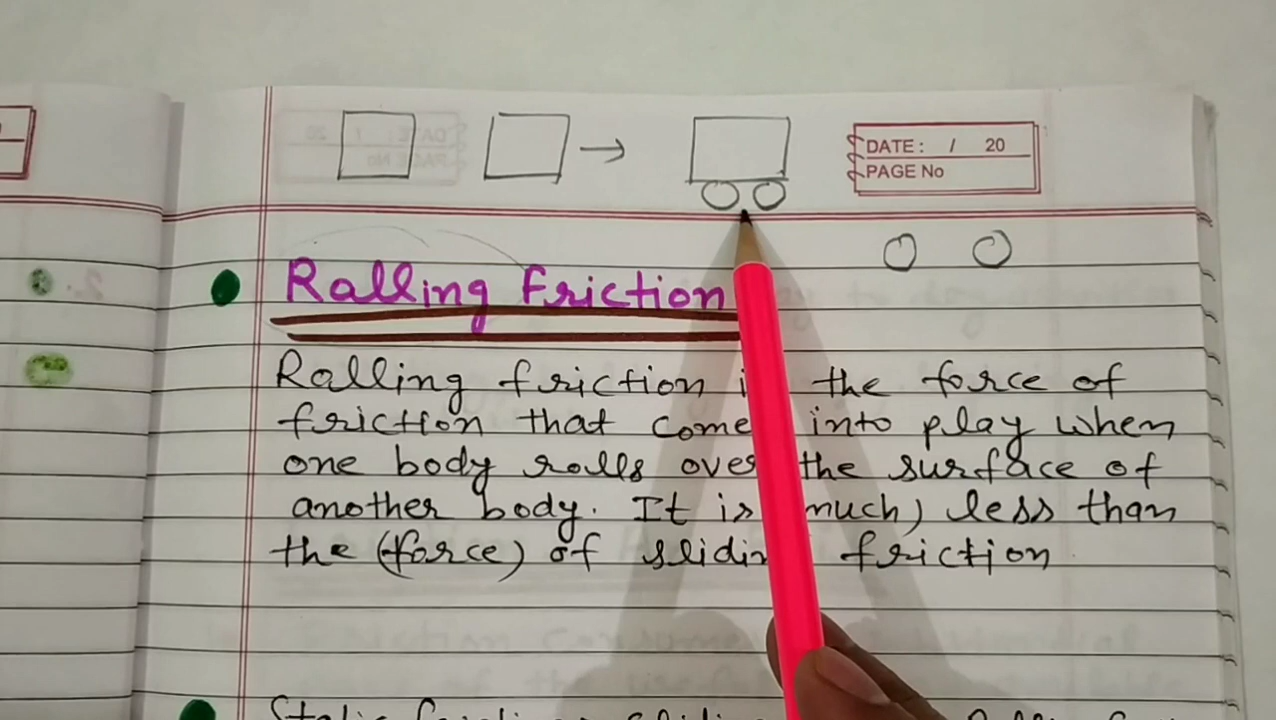 DATE: / 20
PAGE No
Ralling Friction
Ralling friction i the force of
friction that come into play when
one body rolls over the surface of
another body. It is much) less than
the (force) of slidin friction